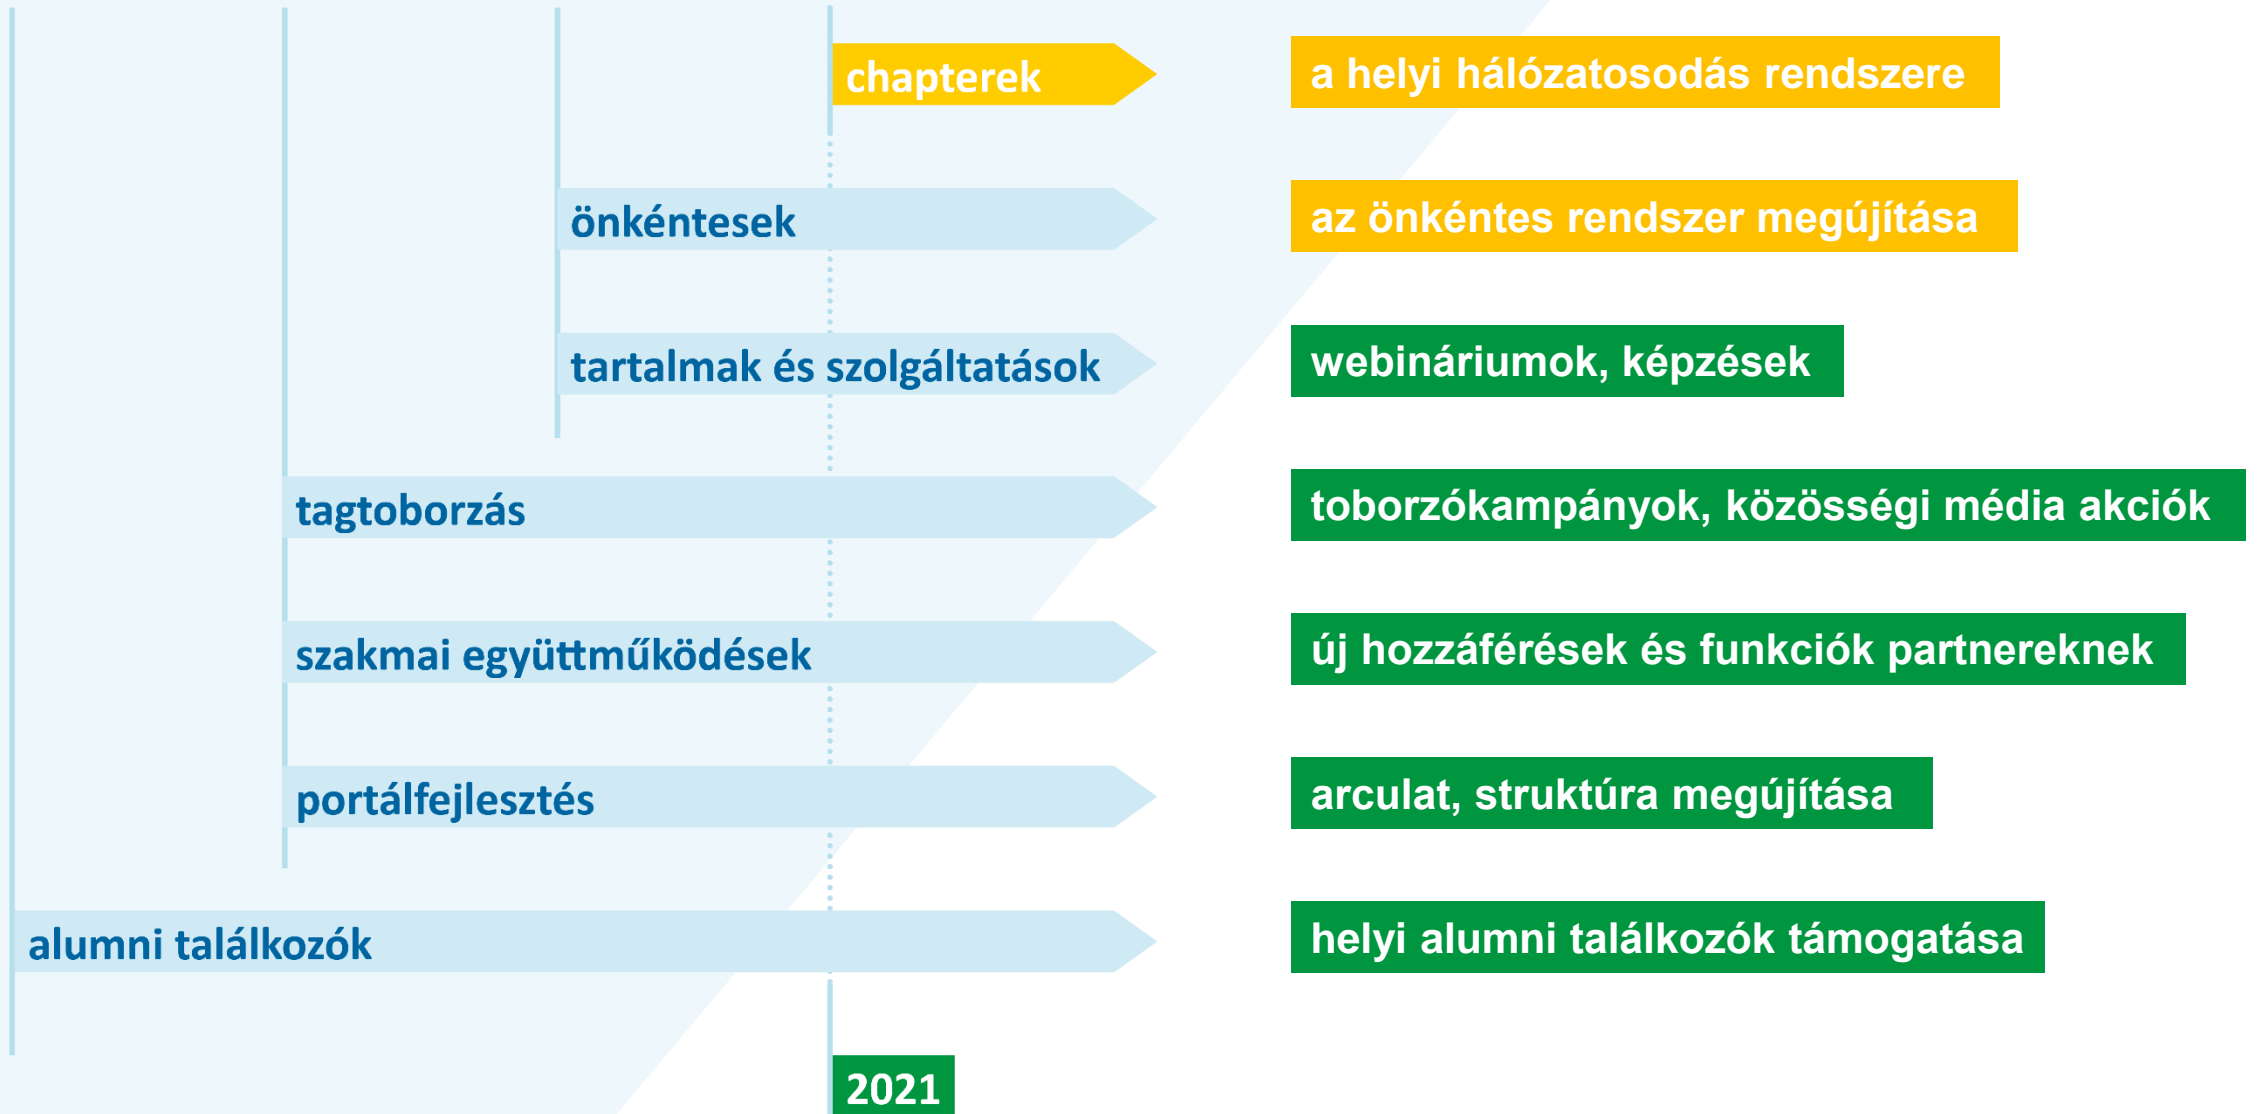 chapterek
a helyi hálózatosodás rendszere
önkéntesek
az önkéntes rendszer megújítása
tartalmak és szolgáltatások
webináriumok, képzések
tagtoborzás
toborzókampányok, közösségi média akciók
szakmai együttműködések
új hozzáférések és funkciók partnereknek
portálfejlesztés
arculat, struktúra megújítása
alumni találkozók
helyi alumni találkozók támogatása
2021